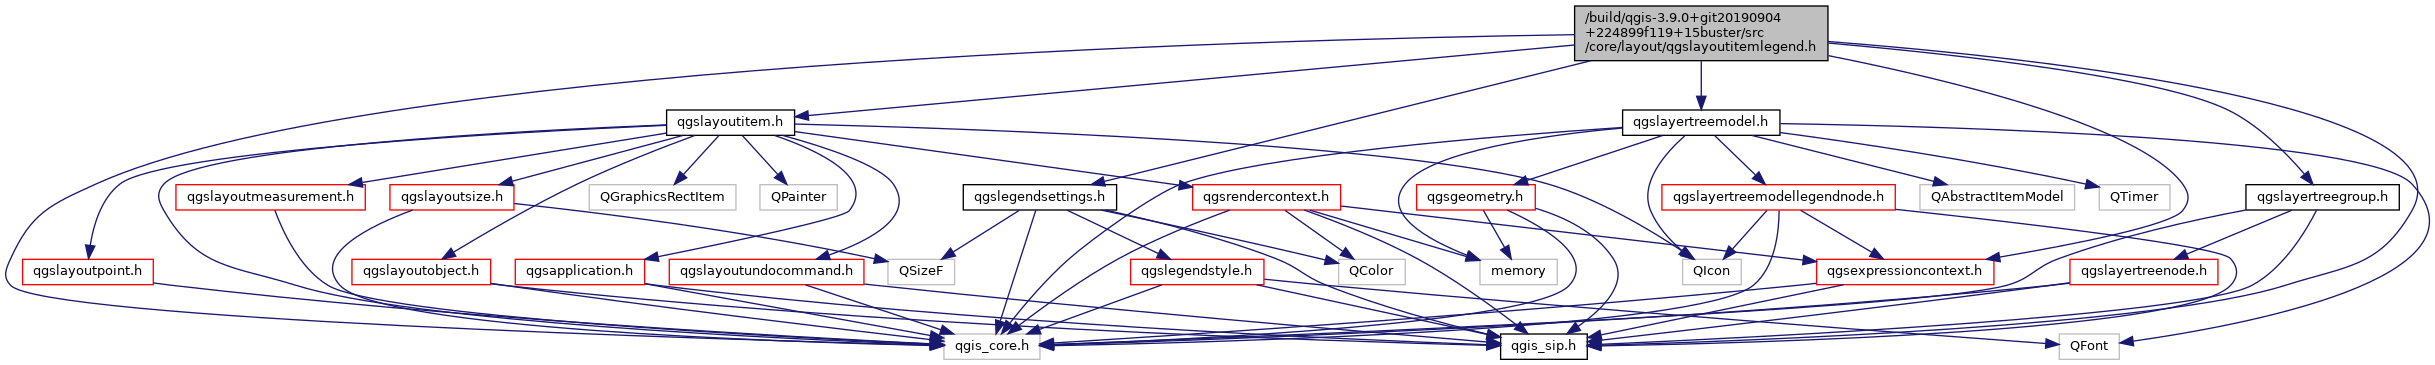 /build/qgis-3.9.0+git20190904
+224899f119+15buster/src
/core/layout/qgslayoutitemlegend.h
qgslayoutitem.h
qgslayertreemodel.h
qgslayoutmeasurement.h
qgslayoutsize.h
QGraphicsRectItem
QPainter
qgslegendsettings.h
qgsrendercontext.h
qgsgeometry.h
qgslayertreemodellegendnode.h
QAbstractItemModel
QTimer
qgslayertreegroup.h
qgslayoutpoint.h
qgslayoutobject.h
qgsapplication.h
qgslayoutundocommand.h
QSizeF
qgslegendstyle.h
QColor
memory
QIcon
qgsexpressioncontext.h
qgslayertreenode.h
qgis_core.h
qgis_sip.h
QFont